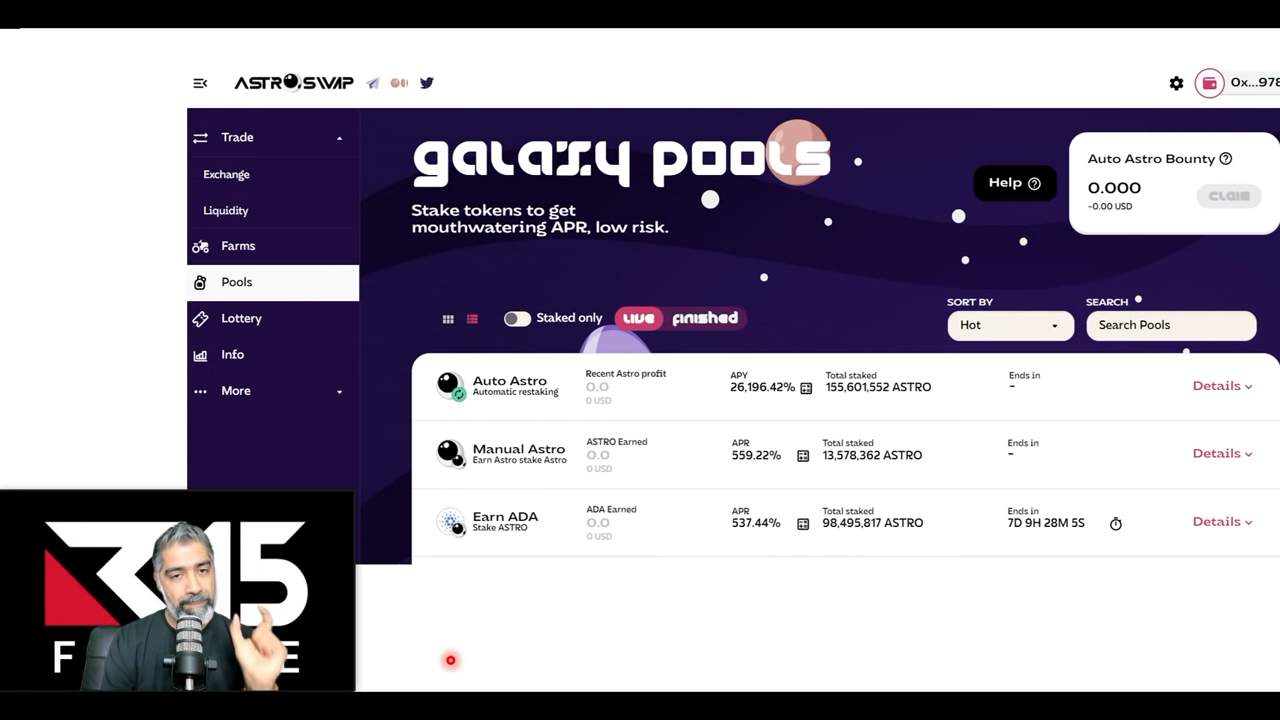 ASTROSWAP
0x...978
Trade
Exchange
Liquidity
Farms
Pools
Lottery
Info
More
galaxy pools
Stake tokens to get
mouthwatering APR, low risk.
Help
Auto Astro Bounty
0.000
~0.00 USD
CLAIM
Staked only
LIVE finished
SORT BY
Hot
SEARCH
Search Pools
Auto Astro
Automatic restaking
Recent Astro profit
0.0
0 USD
APY
26,196.42%
Total staked
155,601,552 ASTRO
Ends in
-
Details
Manual Astro
Earn Astro stake Astro
ASTRO Earned
0.0
0 USD
APR
559.22%
Total staked
13,578,362 ASTRO
Ends in
-
Details
Earn ADA
Stake ASTRO
ADA Earned
0.0
0 USD
APR
537.44%
Total staked
98,495,817 ASTRO
Ends in
7D 9H 28M 5S
Details